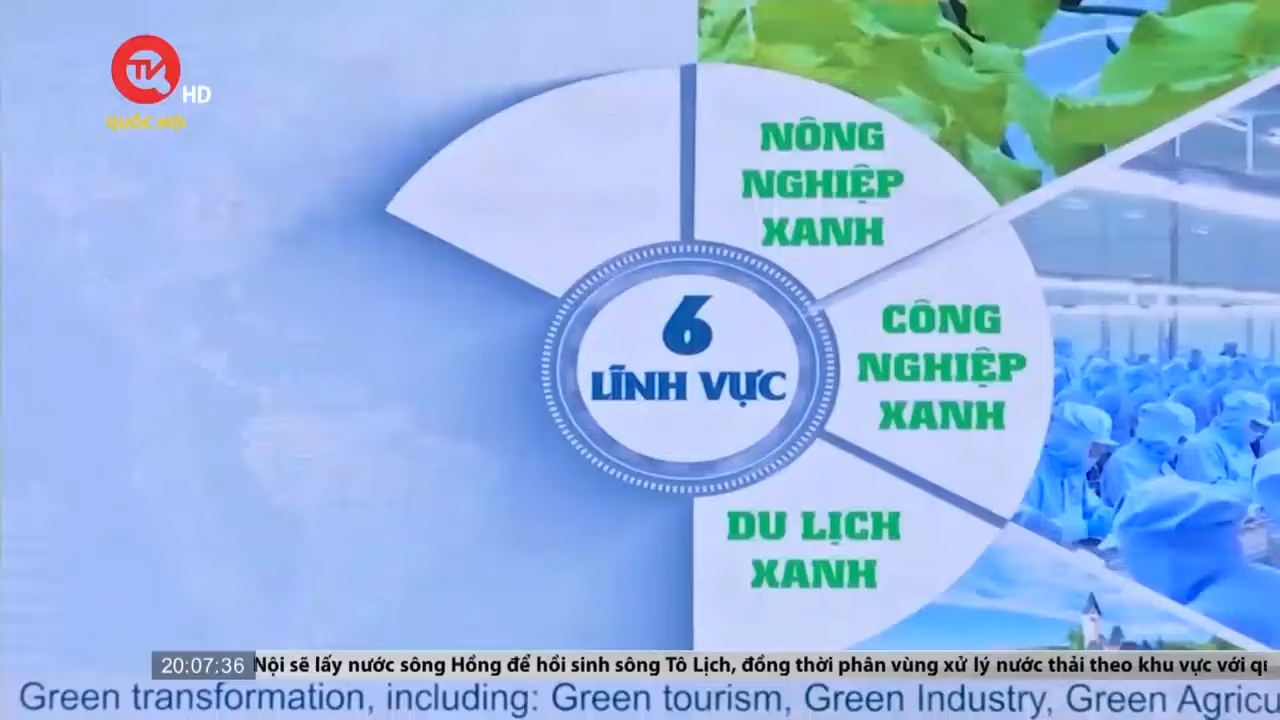 TV
HD
QUỐC HỘI
NÔNG
NGHIỆP
XANH
6
LĨNH VỰC
CÔNG
NGHIỆP
XANH
DU LỊCH
XANH
20:07:36 Nội sẽ lấy nước sông Hồng để hồi sinh sông Tô Lịch, đồng thời phân vùng xử lý nước thải theo khu vực với
Green transformation, including: Green tourism, Green Industry, Green